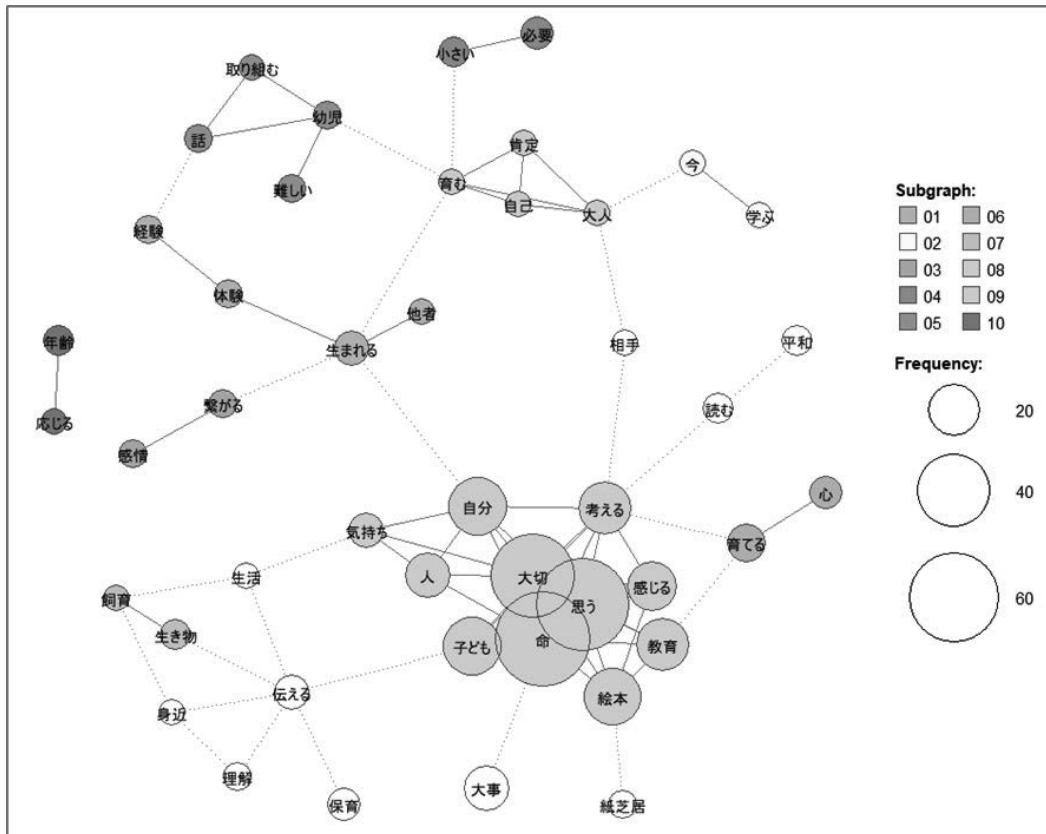 必要
小さい
取り組む
幼児
話
難しい
肯定
育む
自己
大人
今
学ぶ
経験
体験
他者
生まれる
相手
平和
年齢
応じる
繋がる
感情
読む
心
自分
考える
気持ち
育てる
人
大切
思う
感じる
生活
飼育
生き物
子ども
命
教育
伝える
身近
絵本
理解
保育
大事
紙芝居
Subgraph:
01 06
02 07
03 08
04 09
05 10
Frequency:
20
40
60